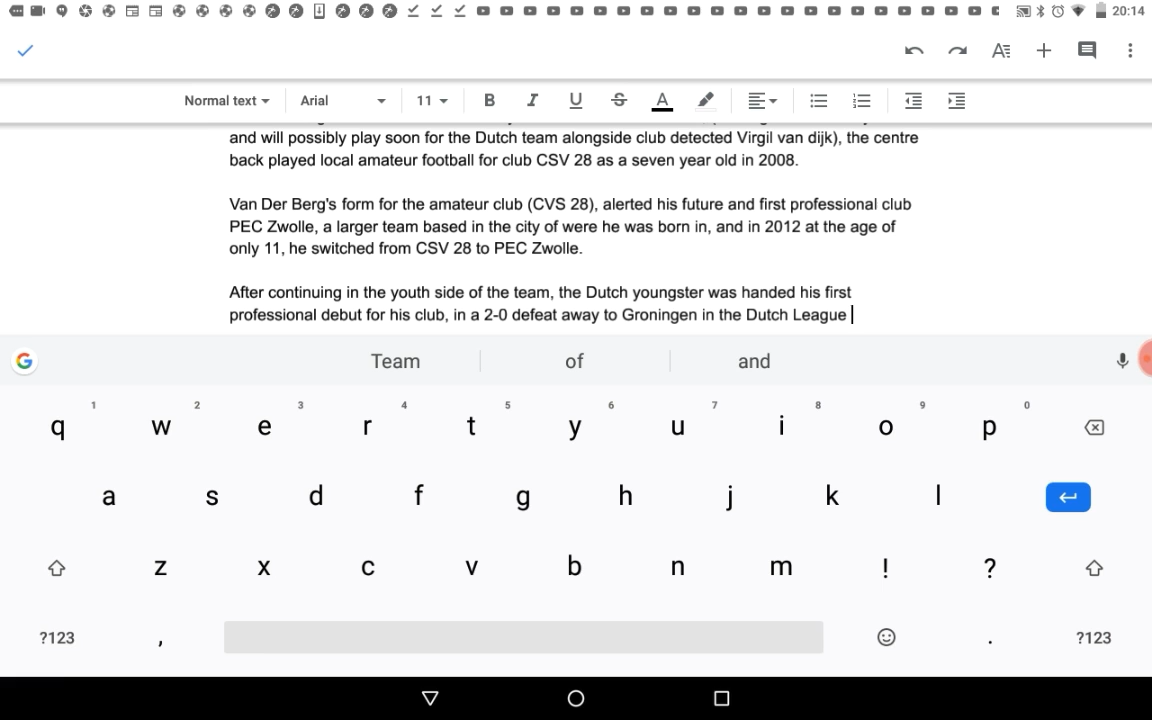 20:14
Normal text Arial 11 B I U S A
and will possibly play soon for the Dutch team alongside club detected Virgil van dijk), the centre
back played local amateur football for club CSV 28 as a seven year old in 2008.
Van Der Berg's form for the amateur club (CVS 28), alerted his future and first professional club
PEC Zwolle, a larger team based in the city of were he was born in, and in 2012 at the age of
only 11, he switched from CSV 28 to PEC Zwolle.
After continuing in the youth side of the team, the Dutch youngster was handed his first
professional debut for his club, in a 2-0 defeat away to Groningen in the Dutch League
G Team of and
1 2 3 4 5 6 7 8 9 0
q w e r t y u i o p
a s d f g h j k l
z x c v b n m ! ?
?123 , . ?123